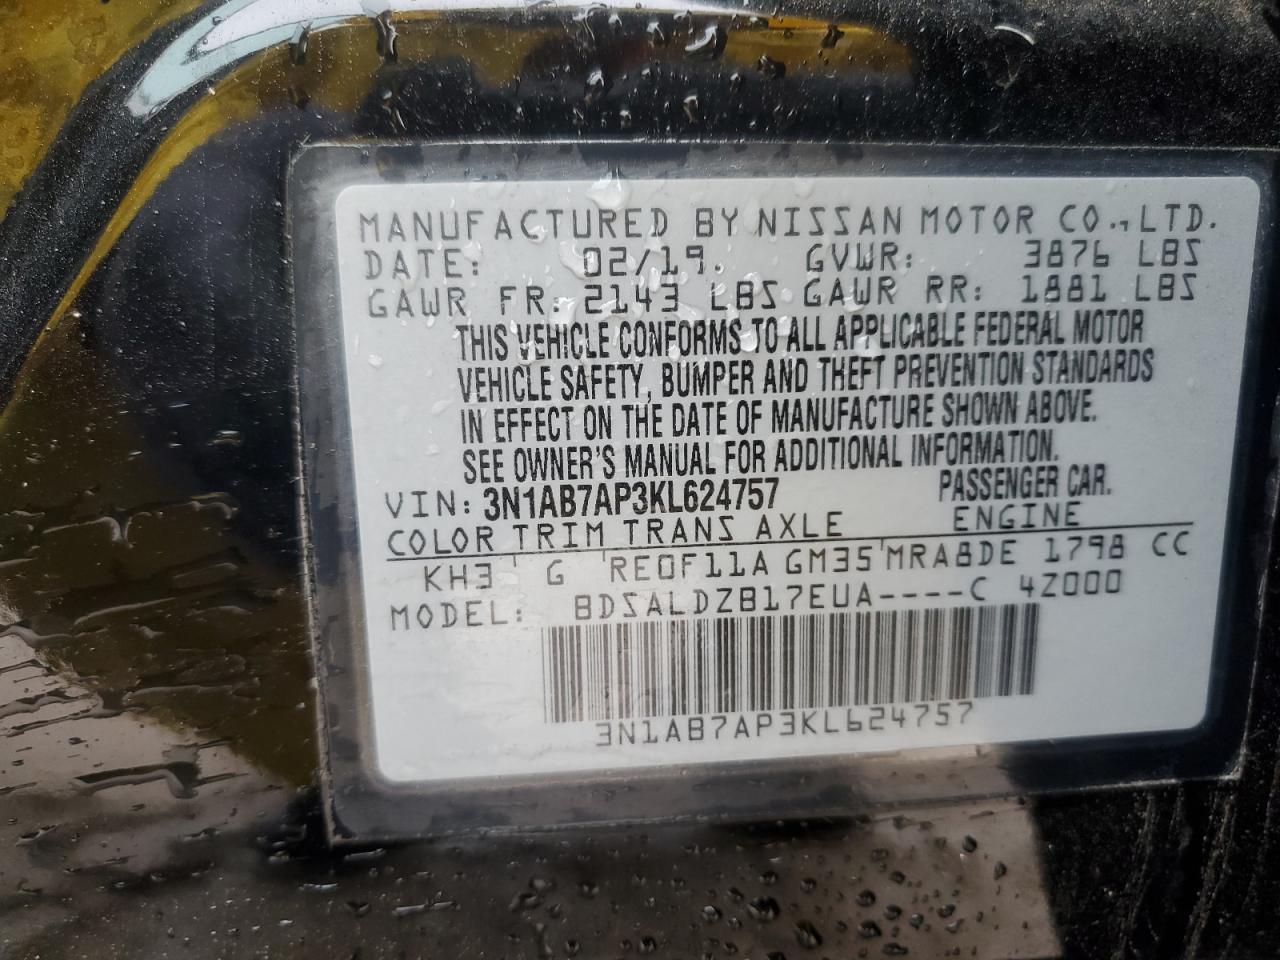 MANUFACTURED BY NISSAN MOTOR CO., LTD.
DATE: 02/19. GVWR: 3876 LBS
GAWR FR: 2143 LBS GAWR RR: 1881 LBS
THIS VEHICLE CONFORMS TO ALL APPLICABLE FEDERAL MOTOR
VEHICLE SAFETY, BUMPER AND THEFT PREVENTION STANDARDS
IN EFFECT ON THE DATE OF MANUFACTURE SHOWN ABOVE.
SEE OWNER'S MANUAL FOR ADDITIONAL INFORMATION.
VIN: 3N1AB7AP3KL624757 PASSENGER CAR.
COLOR TRIM TRANS AXLE ENGINE
KH3 G RE0F11A GM35 MRA8DE 1798 CC
MODEL: BDSALDZB17EUA----C 4Z000
3N1AB7AP3KL624757